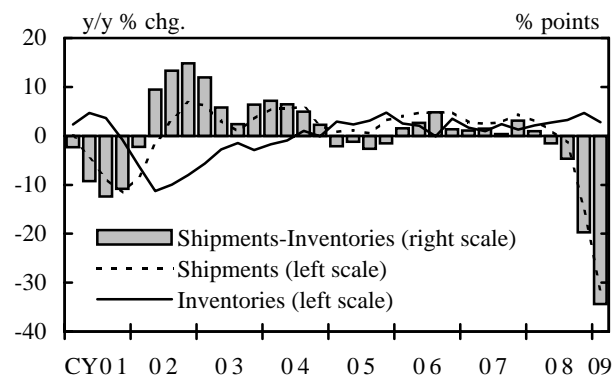 y/y % chg. % points
20
10
0
-10
-20
-30
-40
Shipments-Inventories (right scale)
Shipments (left scale)
Inventories (left scale)
CY01 02 03 04 05 06 07 08 09